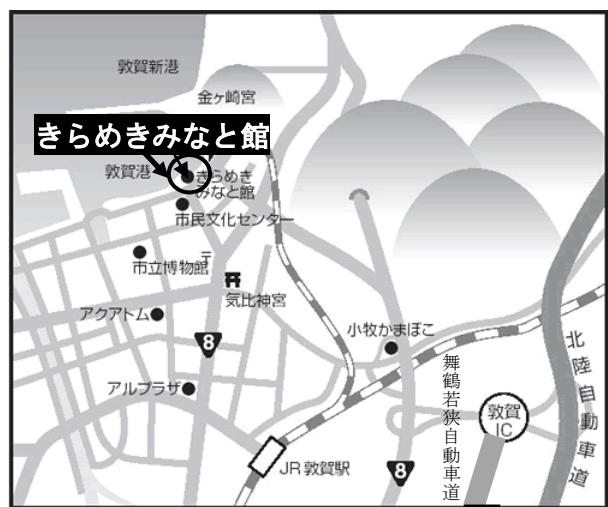 敦賀新港
金ヶ崎宮
きらめきみなと館
敦賀港
きらめき
みなと館
市民文化センター
〒
市立博物館
気比神宮
アクアトム
8
小牧かまぼこ
アルプラザ
舞鶴若狭自動車道
敦賀
IC
北陸自動車道
JR敦賀駅
8